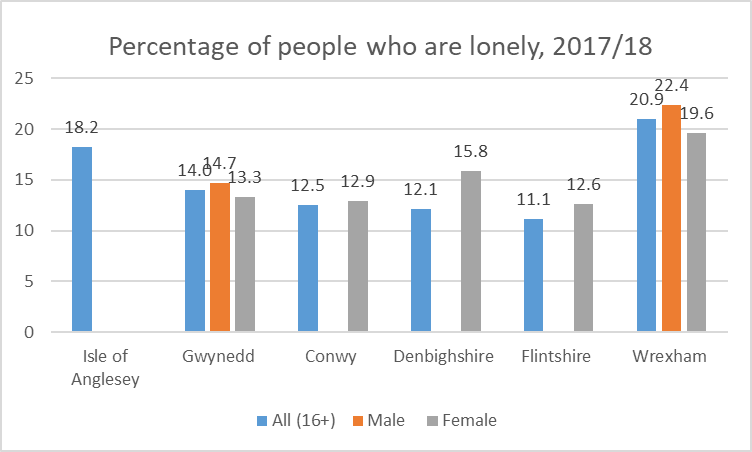 Percentage of people who are lonely, 2017/18
25
20
15
10
5
0
18.2
14.0
14.7
13.3
12.5
12.9
12.1
15.8
11.1
12.6
20.9
22.4
19.6
Isle of
Anglesey
Gwynedd
Conwy
Denbighshire
Flintshire
Wrexham
All (16+)
Male
Female